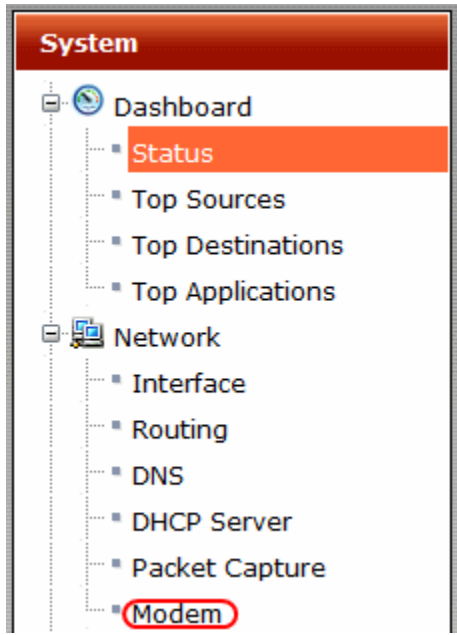 System
Dashboard
Status
Top Sources
Top Destinations
Top Applications
Network
Interface
Routing
DNS
DHCP Server
Packet Capture
Modem